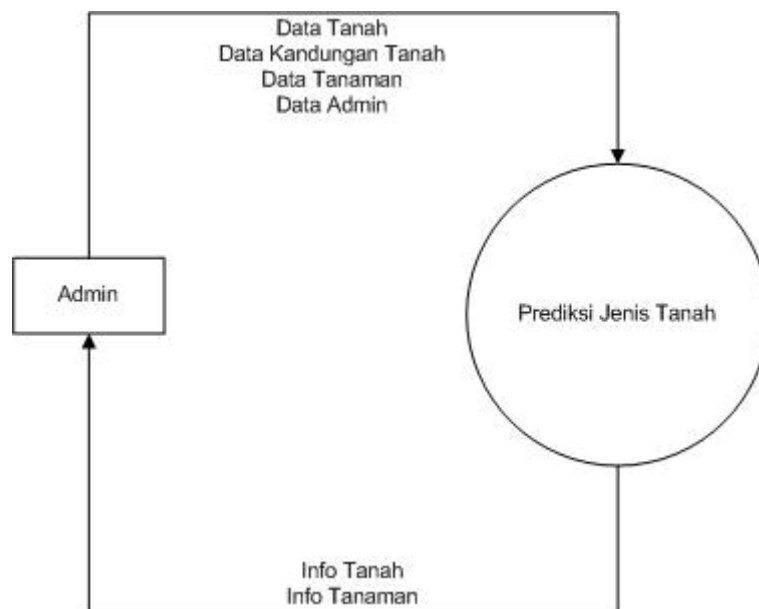 Data Tanah
Data Kandungan Tanah
Data Tanaman
Data Admin
Admin
Prediksi Jenis Tanah
Info Tanah
Info Tanaman